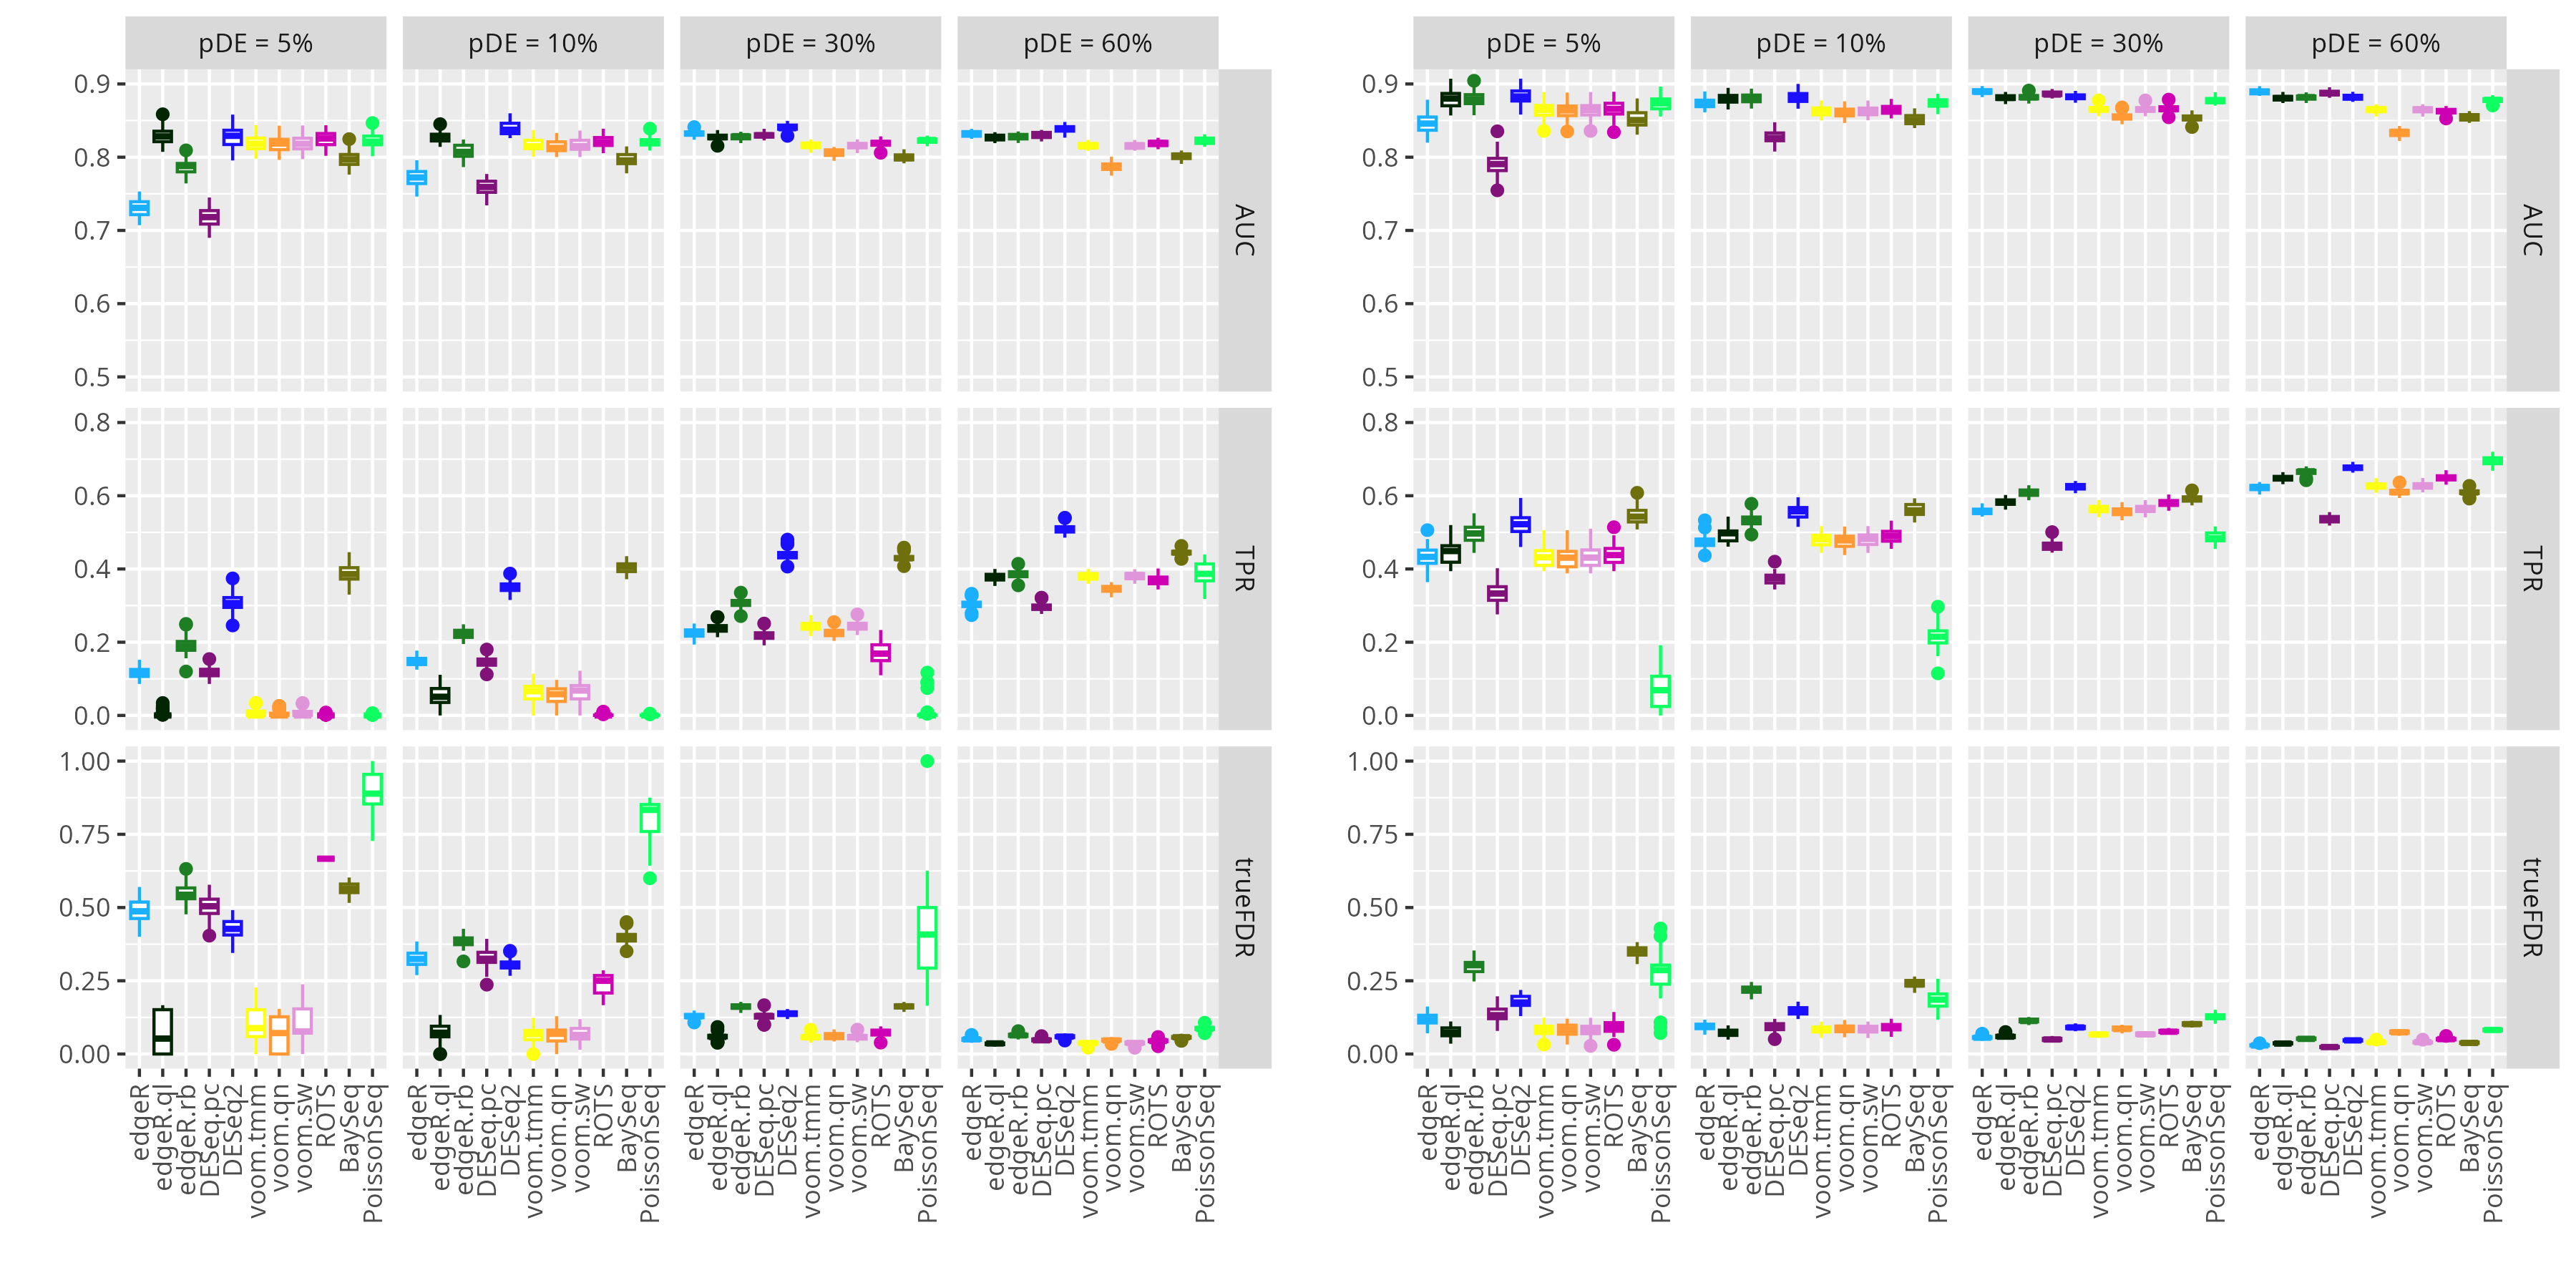 pDE = 5% pDE = 10% pDE = 30% pDE = 60%
0.9
0.8
0.7
0.6
0.5
AUC
0.8
0.6
0.4
0.2
0.0
TPR
1.00
0.75
0.50
0.25
0.00
trueFDR
edgeR edgeR.ql edgeR.rb DESeq.pc DESeq2 voom.tmm voom.qn voom.sw ROTS BaySeq PoissonSeq
edgeR edgeR.ql edgeR.rb DESeq.pc DESeq2 voom.tmm voom.qn voom.sw ROTS BaySeq PoissonSeq
edgeR edgeR.ql edgeR.rb DESeq.pc DESeq2 voom.tmm voom.qn voom.sw ROTS BaySeq PoissonSeq
edgeR edgeR.ql edgeR.rb DESeq.pc DESeq2 voom.tmm voom.qn voom.sw ROTS BaySeq PoissonSeq
pDE = 5% pDE = 10% pDE = 30% pDE = 60%
0.9
0.8
0.7
0.6
0.5
AUC
0.8
0.6
0.4
0.2
0.0
TPR
1.00
0.75
0.50
0.25
0.00
trueFDR
edgeR edgeR.ql edgeR.rb DESeq.pc DESeq2 voom.tmm voom.qn voom.sw ROTS BaySeq PoissonSeq
edgeR edgeR.ql edgeR.rb DESeq.pc DESeq2 voom.tmm voom.qn voom.sw ROTS BaySeq PoissonSeq
edgeR edgeR.ql edgeR.rb DESeq.pc DESeq2 voom.tmm voom.qn voom.sw ROTS BaySeq PoissonSeq
edgeR edgeR.ql edgeR.rb DESeq.pc DESeq2 voom.tmm voom.qn voom.sw ROTS BaySeq PoissonSeq